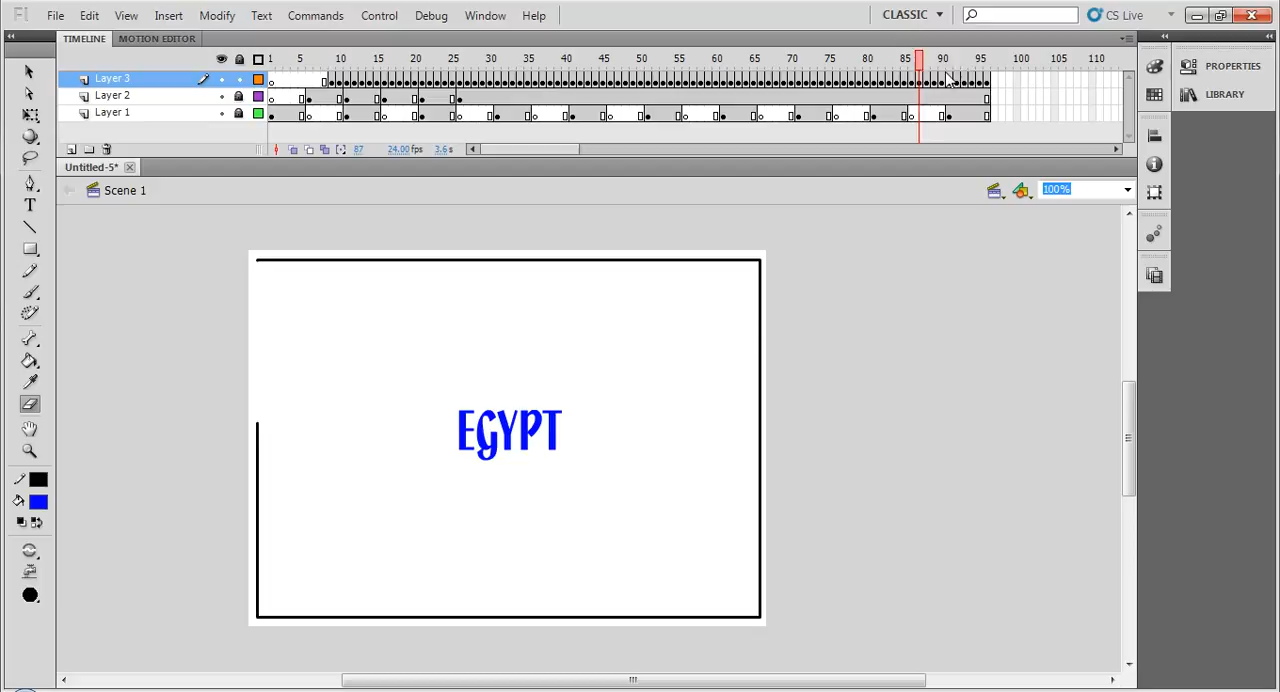 Fl File Edit View Insert Modify Text Commands Control Debug Window Help CLASSIC CS Live
TIMELINE MOTION EDITOR
1 5 10 15 20 25 30 35 40 45 50 55 60 65 70 75 80 85 90 95 100 105 110
Layer 3
Layer 2
Layer 1
87 24.00 fps 3.6 s
Untitled-5*
Scene 1 100%
PROPERTIES
LIBRARY
T
EGYPT